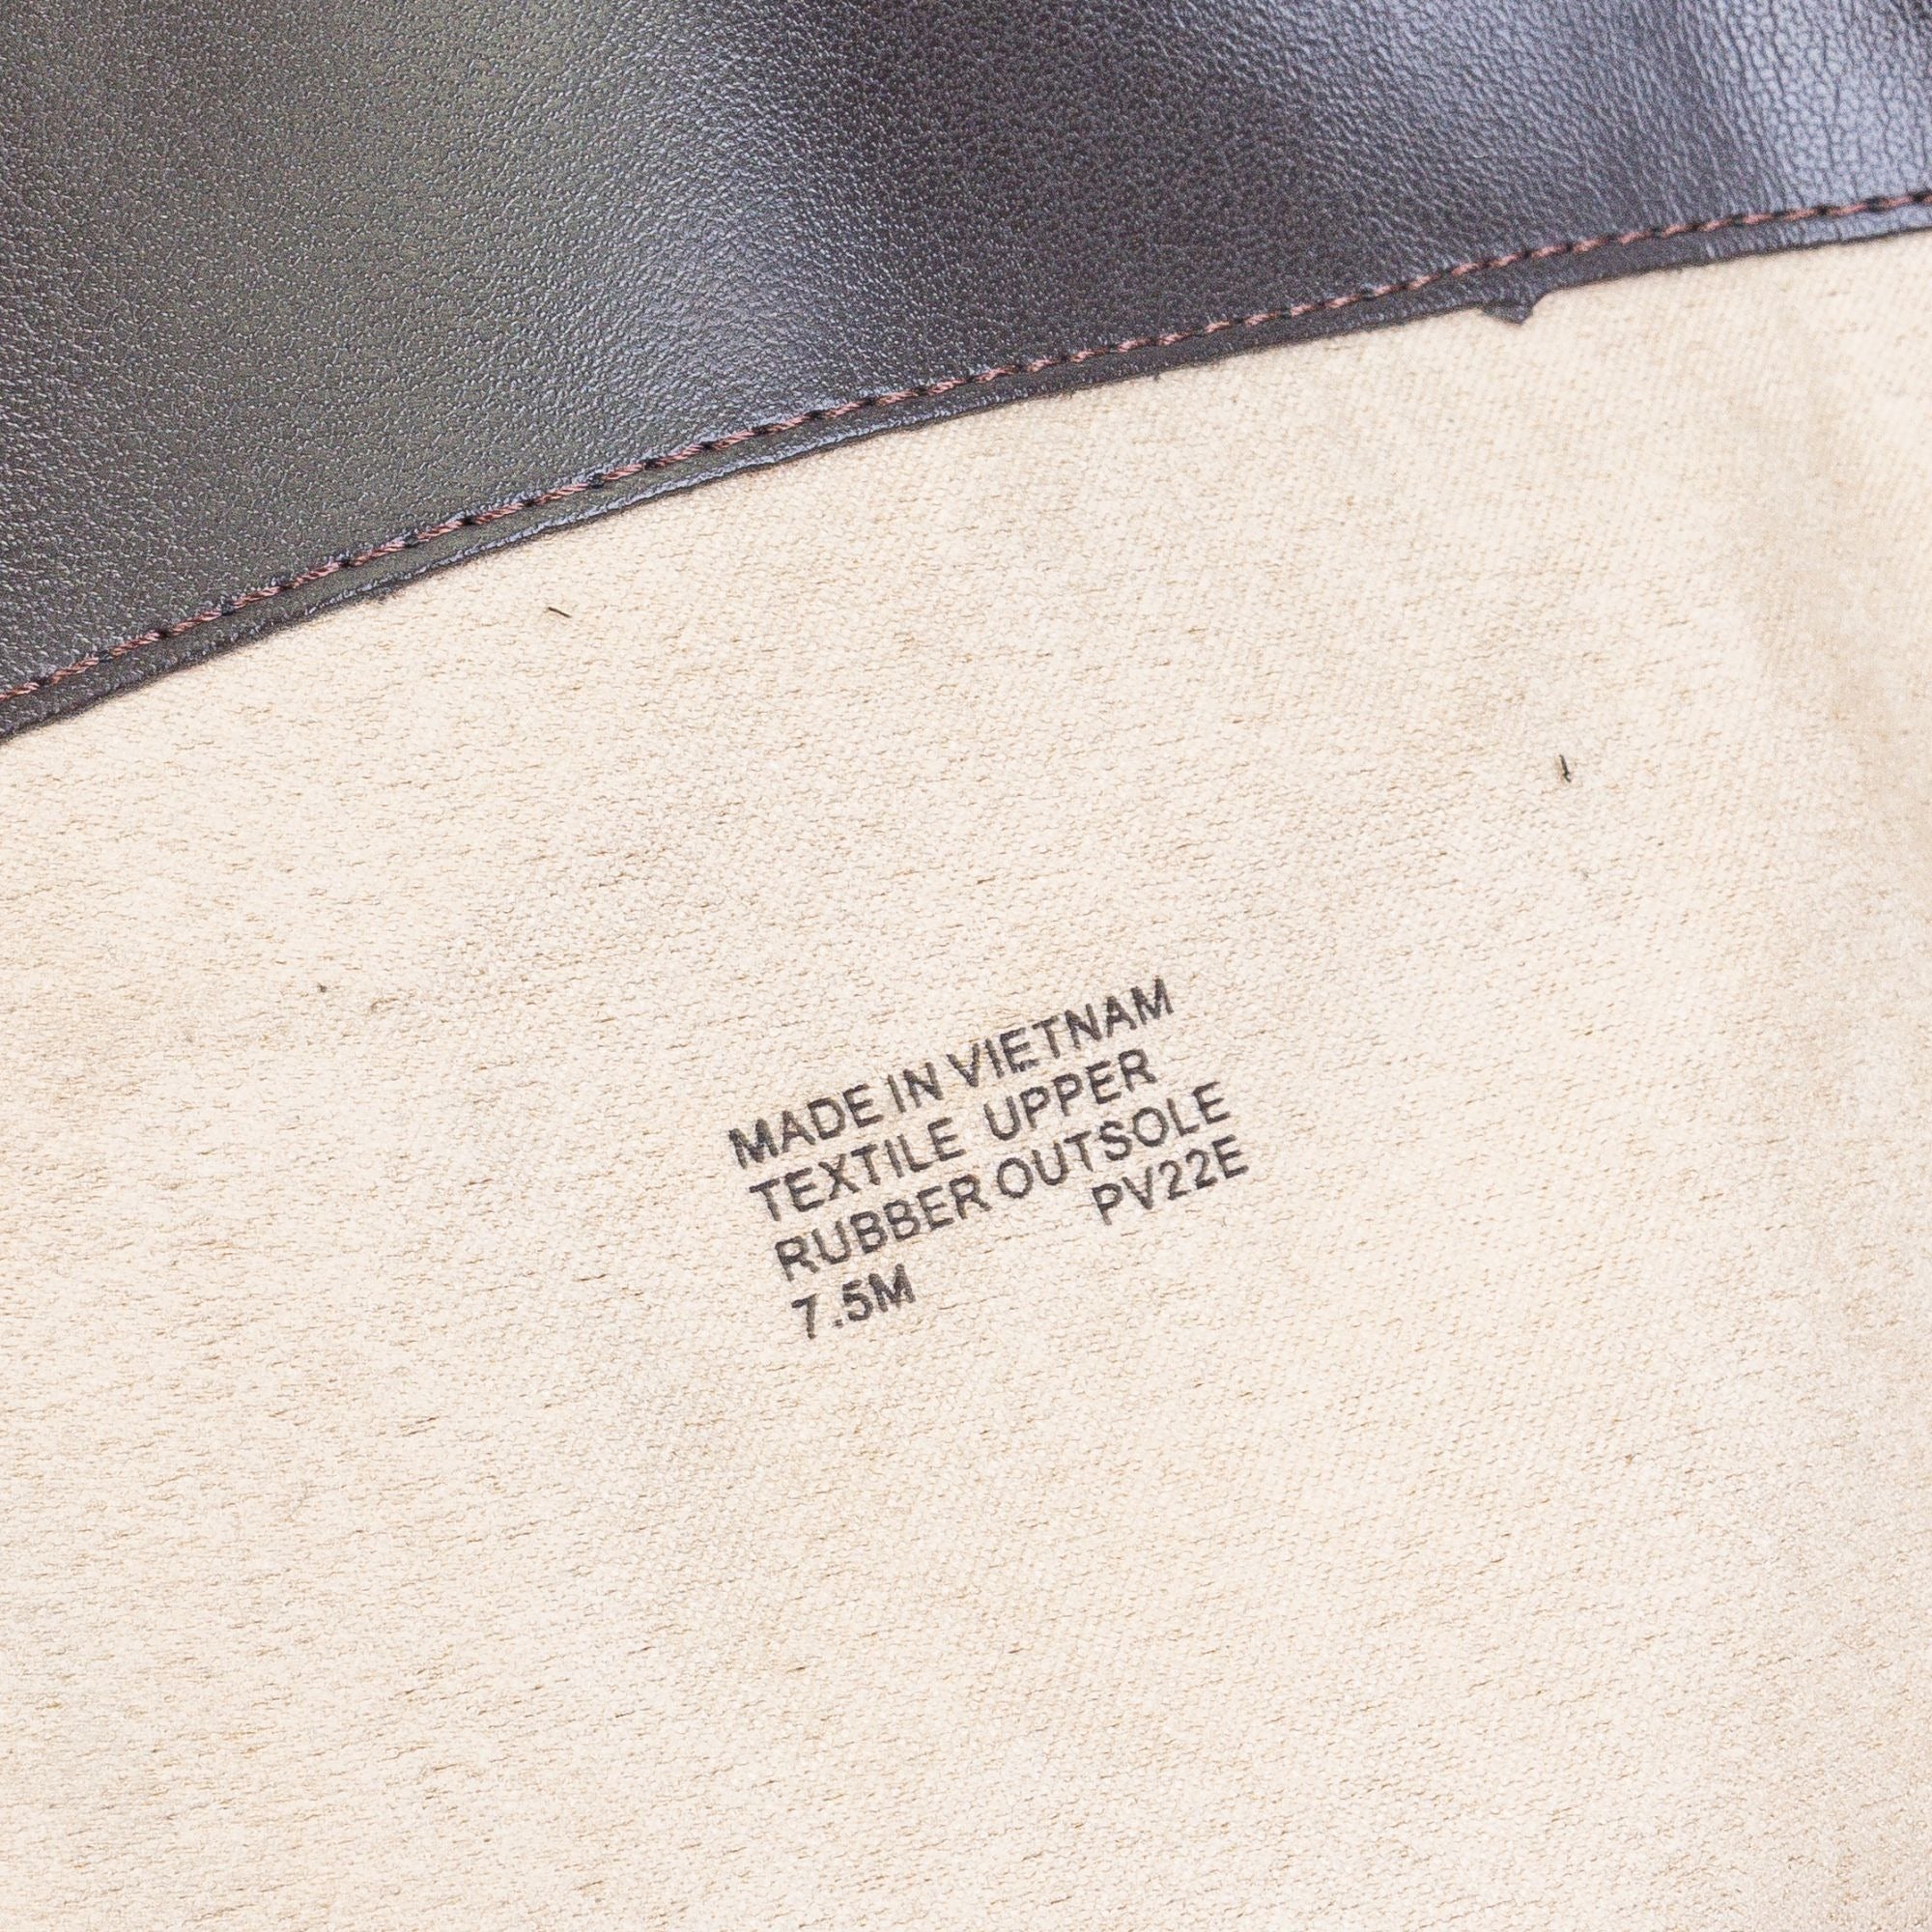 MADE IN VIETNAM
TEXTILE UPPER
RUBBER OUTSOLE
7.5M PV22E